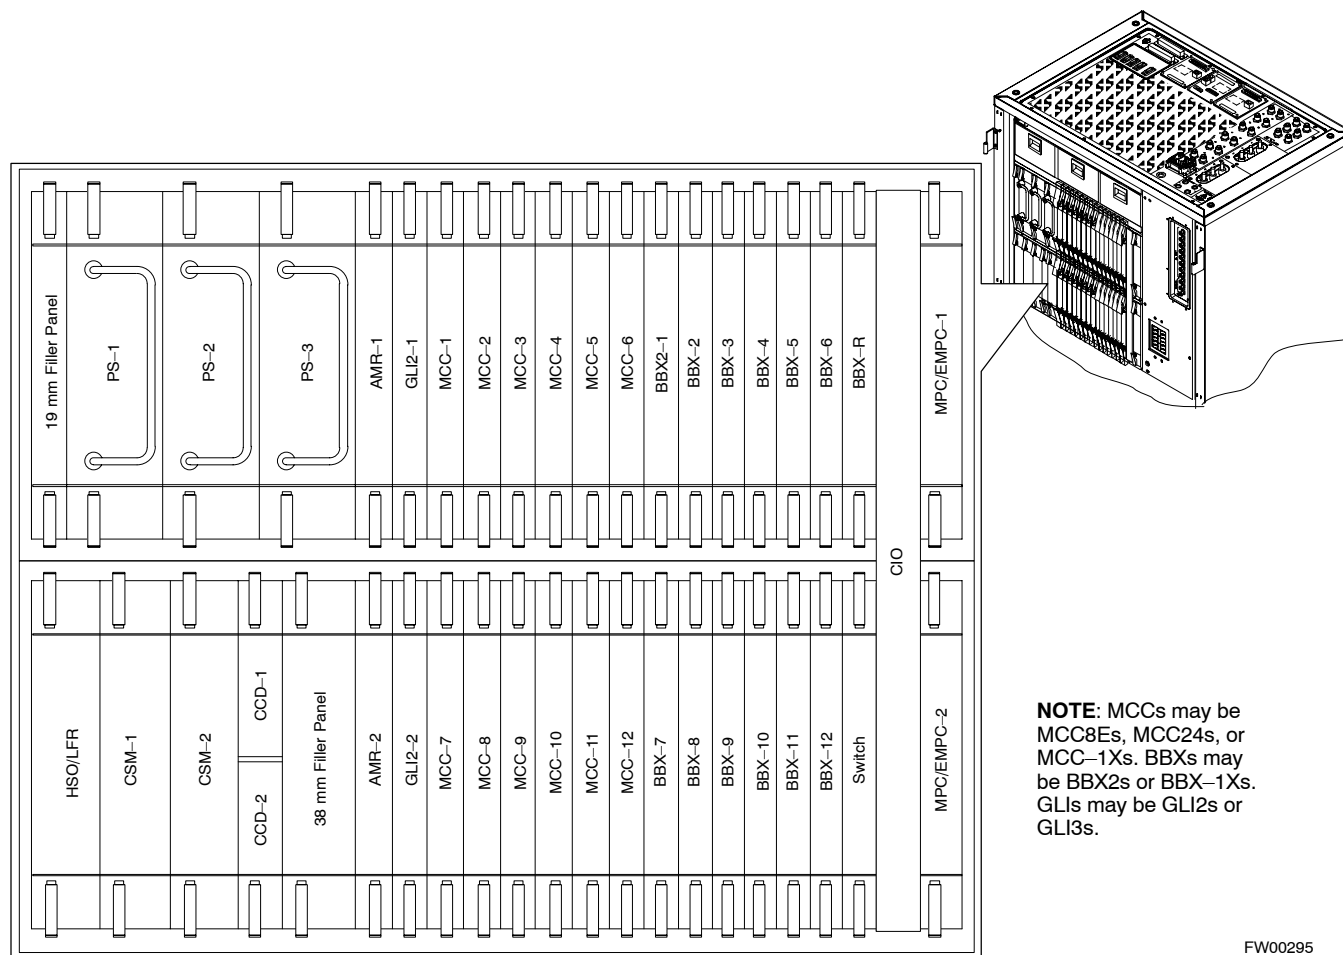 19 mm Filler Panel
PS–1
PS–2
PS–3
AMR–1
GLI2–1
MCC–1
MCC–2
MCC–3
MCC–4
MCC–5
MCC–6
BBX2–1
BBX–2
BBX–3
BBX–4
BBX–5
BBX–6
BBX–R
CIO
MPC/EMPC–1
HSO/LFR
CSM–1
CSM–2
CCD–1
CCD–2
38 mm Filler Panel
AMR–2
GLI2–2
MCC–7
MCC–8
MCC–9
MCC–10
MCC–11
MCC–12
BBX–7
BBX–8
BBX–9
BBX–10
BBX–11
BBX–12
Switch
MPC/EMPC–2
NOTE: MCCs may be
MCC8Es, MCC24s, or
MCC–1Xs. BBXs may
be BBX2s or BBX–1Xs.
GLIs may be GLI2s or
GLI3s.
FW00295